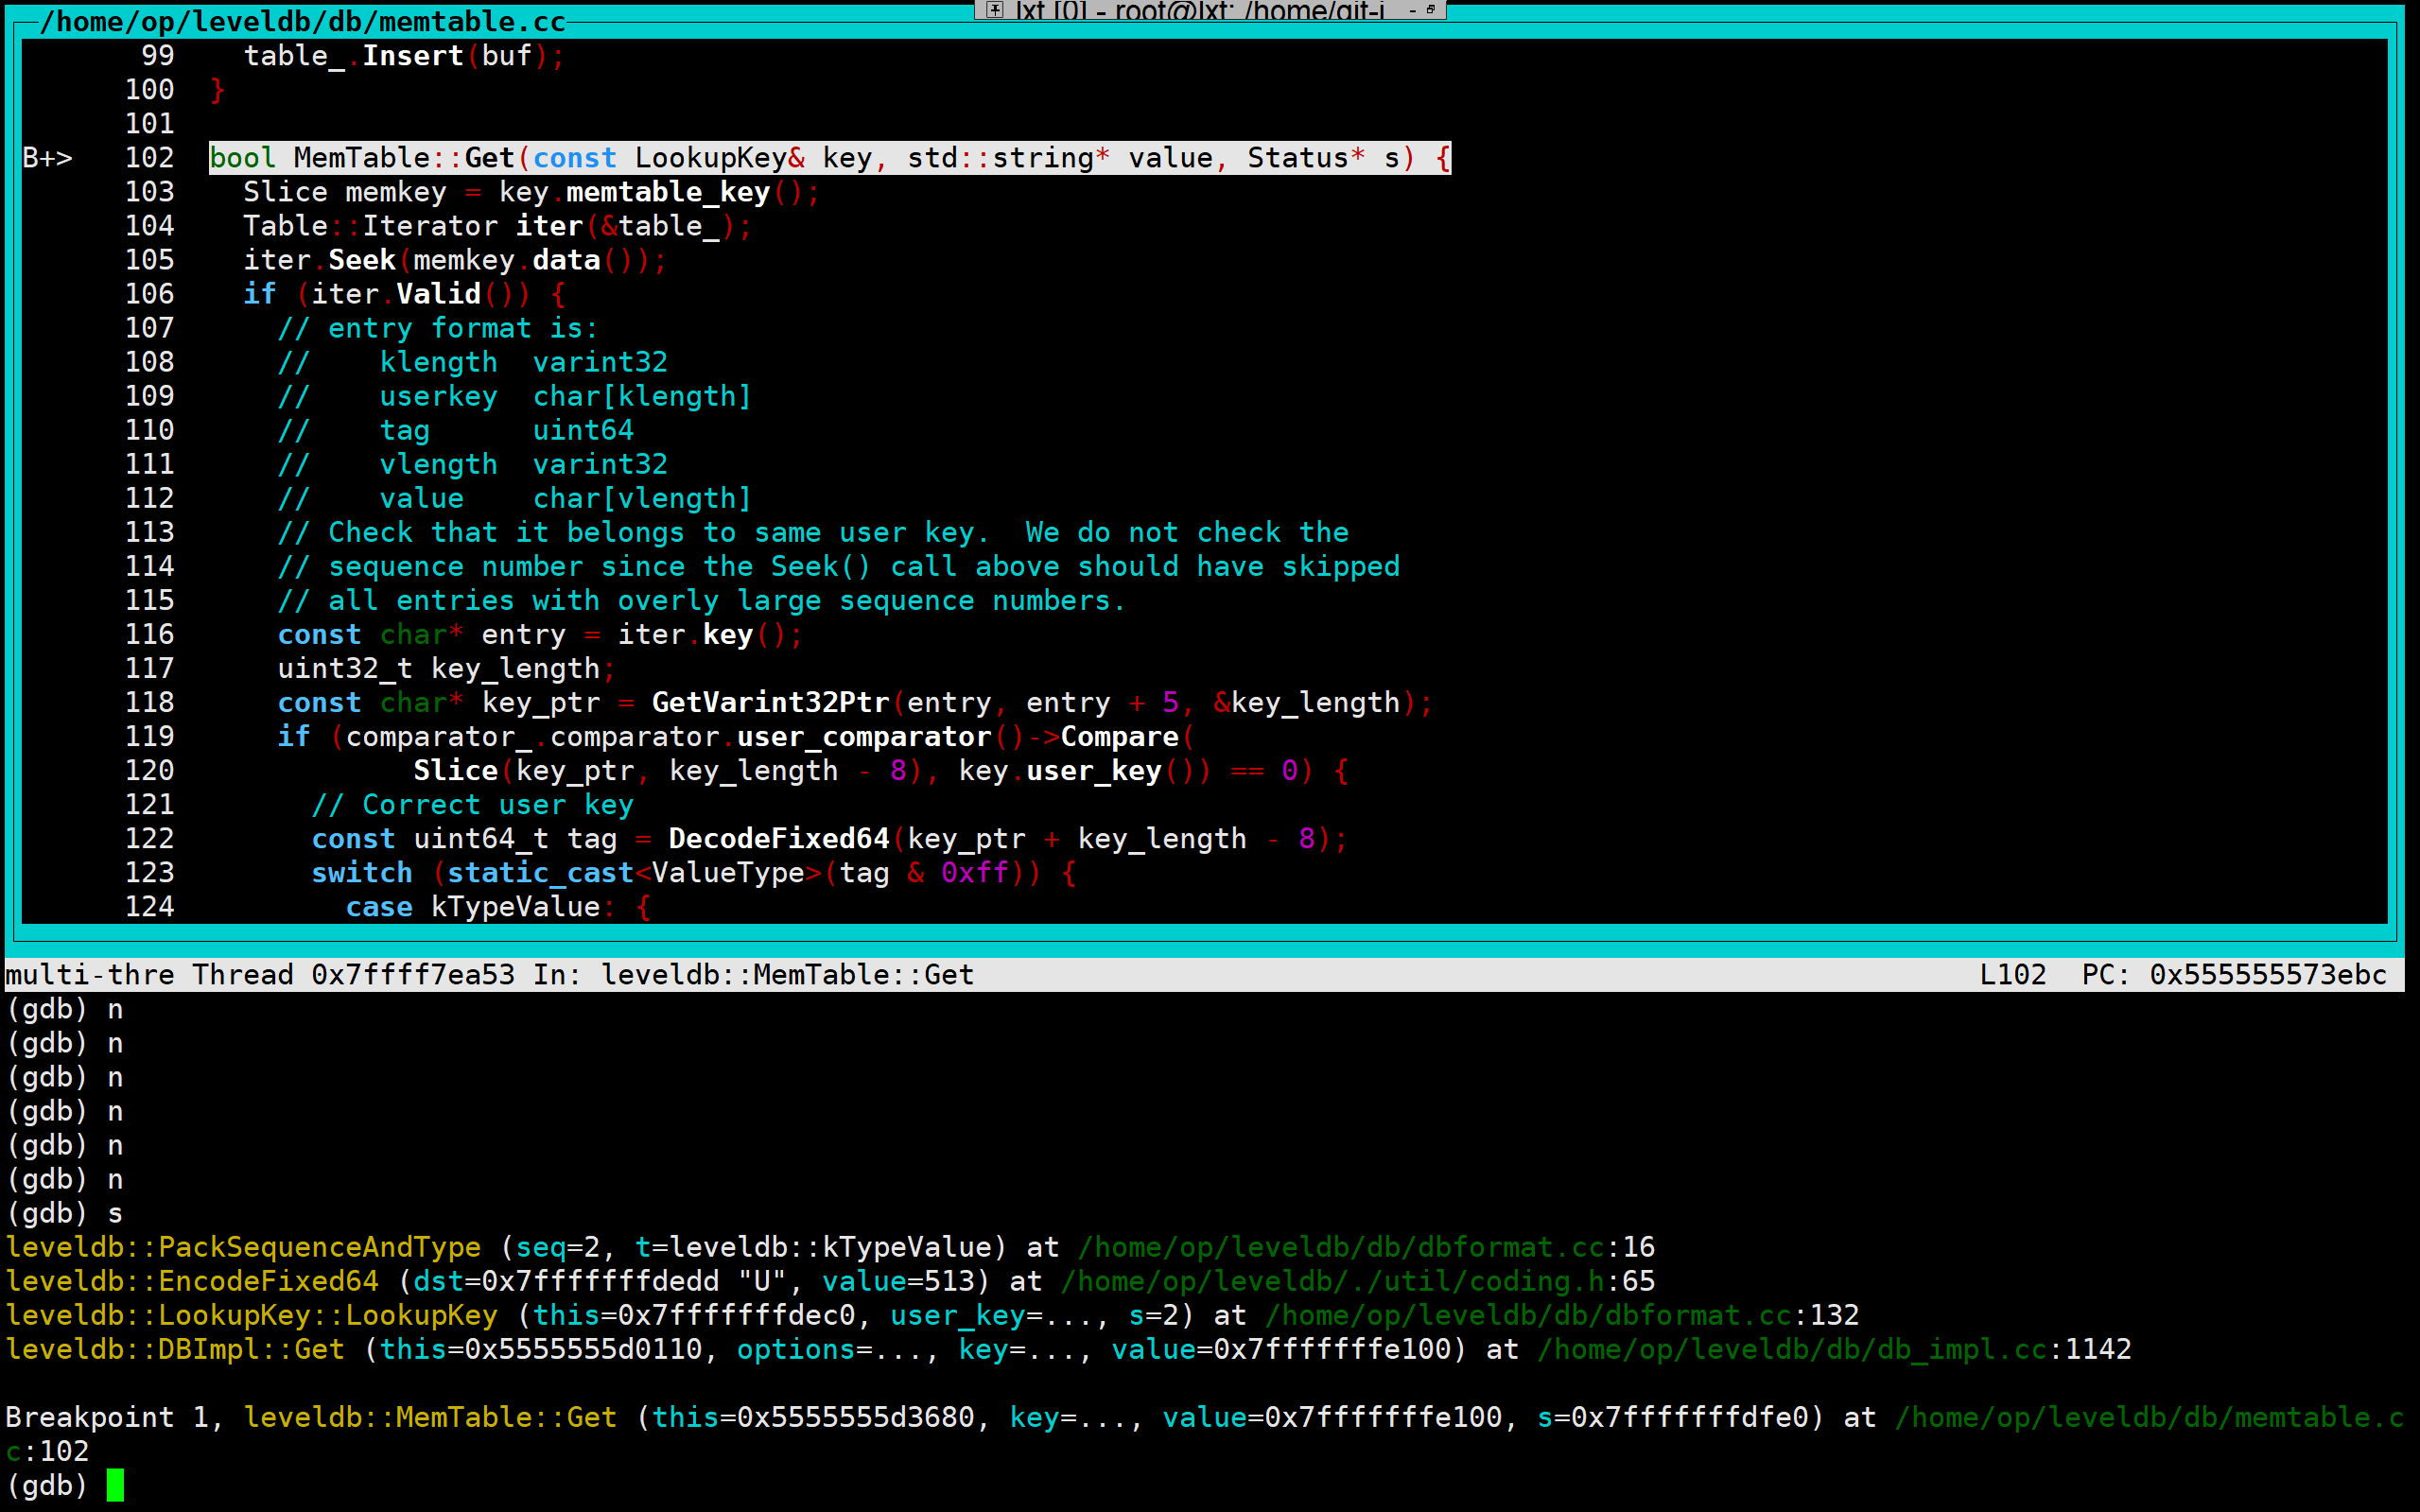 lxt [0] - root@lxt: /home/git-i
/home/op/leveldb/db/memtable.cc
99    table_.Insert(buf);
100  }
101
B+>   102  bool MemTable::Get(const LookupKey& key, std::string* value, Status* s) {
103    Slice memkey = key.memtable_key();
104    Table::Iterator iter(&table_);
105    iter.Seek(memkey.data());
106    if (iter.Valid()) {
107      // entry format is:
108      //    klength  varint32
109      //    userkey  char[klength]
110      //    tag      uint64
111      //    vlength  varint32
112      //    value    char[vlength]
113      // Check that it belongs to same user key.  We do not check the
114      // sequence number since the Seek() call above should have skipped
115      // all entries with overly large sequence numbers.
116      const char* entry = iter.key();
117      uint32_t key_length;
118      const char* key_ptr = GetVarint32Ptr(entry, entry + 5, &key_length);
119      if (comparator_.comparator.user_comparator()->Compare(
120              Slice(key_ptr, key_length - 8), key.user_key()) == 0) {
121        // Correct user key
122        const uint64_t tag = DecodeFixed64(key_ptr + key_length - 8);
123        switch (static_cast<ValueType>(tag & 0xff)) {
124          case kTypeValue: {
multi-thre Thread 0x7ffff7ea53 In: leveldb::MemTable::Get    L102  PC: 0x555555573ebc
(gdb) n
(gdb) n
(gdb) n
(gdb) n
(gdb) n
(gdb) n
(gdb) s
leveldb::PackSequenceAndType (seq=2, t=leveldb::kTypeValue) at /home/op/leveldb/db/dbformat.cc:16
leveldb::EncodeFixed64 (dst=0x7fffffffdedd "U", value=513) at /home/op/leveldb/./util/coding.h:65
leveldb::LookupKey::LookupKey (this=0x7fffffffdec0, user_key=..., s=2) at /home/op/leveldb/db/dbformat.cc:132
leveldb::DBImpl::Get (this=0x5555555d0110, options=..., key=..., value=0x7fffffffe100) at /home/op/leveldb/db/db_impl.cc:1142
Breakpoint 1, leveldb::MemTable::Get (this=0x5555555d3680, key=..., value=0x7fffffffe100, s=0x7fffffffdfe0) at /home/op/leveldb/db/memtable.c
c:102
(gdb)